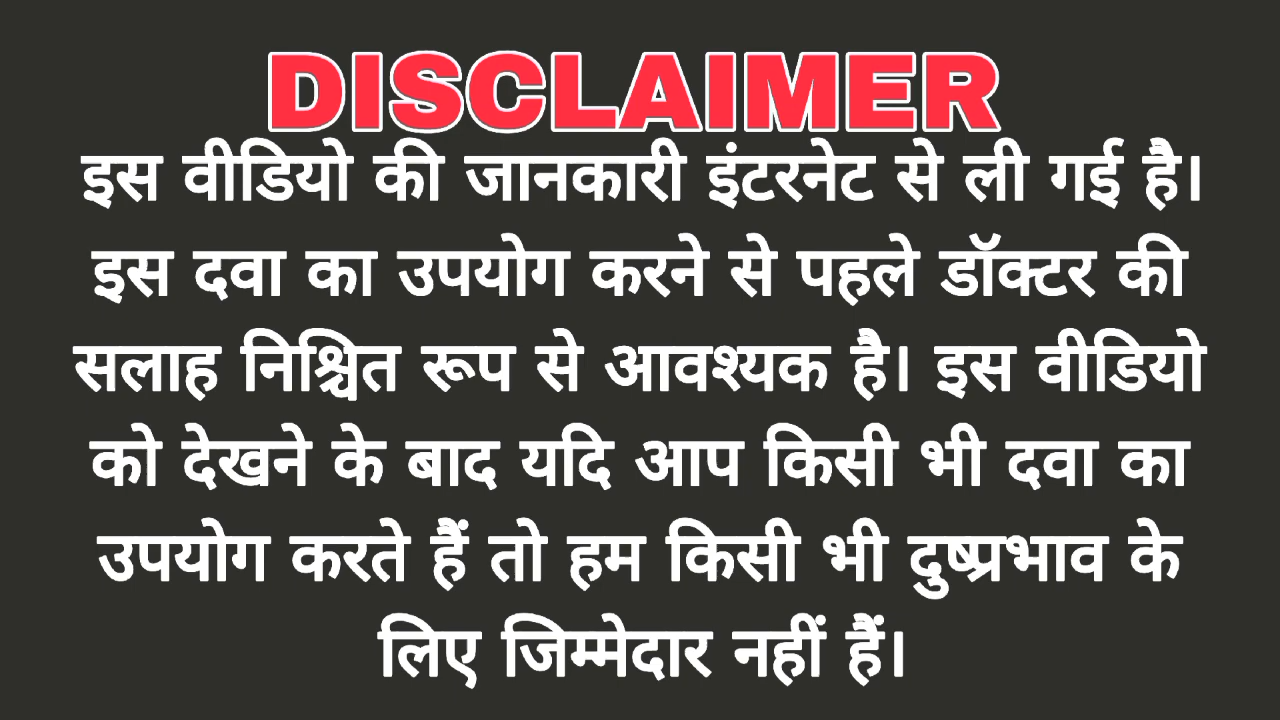 DISCLAIMER
इस वीडियो की जानकारी इंटरनेट से ली गई है।
इस दवा का उपयोग करने से पहले डॉक्टर की
सलाह निश्चित रूप से आवश्यक है। इस वीडियो
को देखने के बाद यदि आप किसी भी दवा का
उपयोग करते हैं तो हम किसी भी दुष्प्रभाव के
लिए जिम्मेदार नहीं हैं।